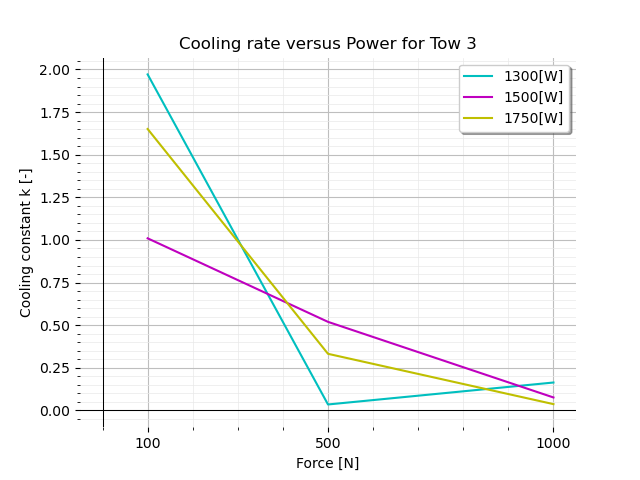 Cooling rate versus Power for Tow 3
1300[W]
1500[W]
1750[W]
2.00
1.75
1.50
1.25
1.00
0.75
0.50
0.25
0.00
Cooling constant k [-]
100
500
1000
Force [N]